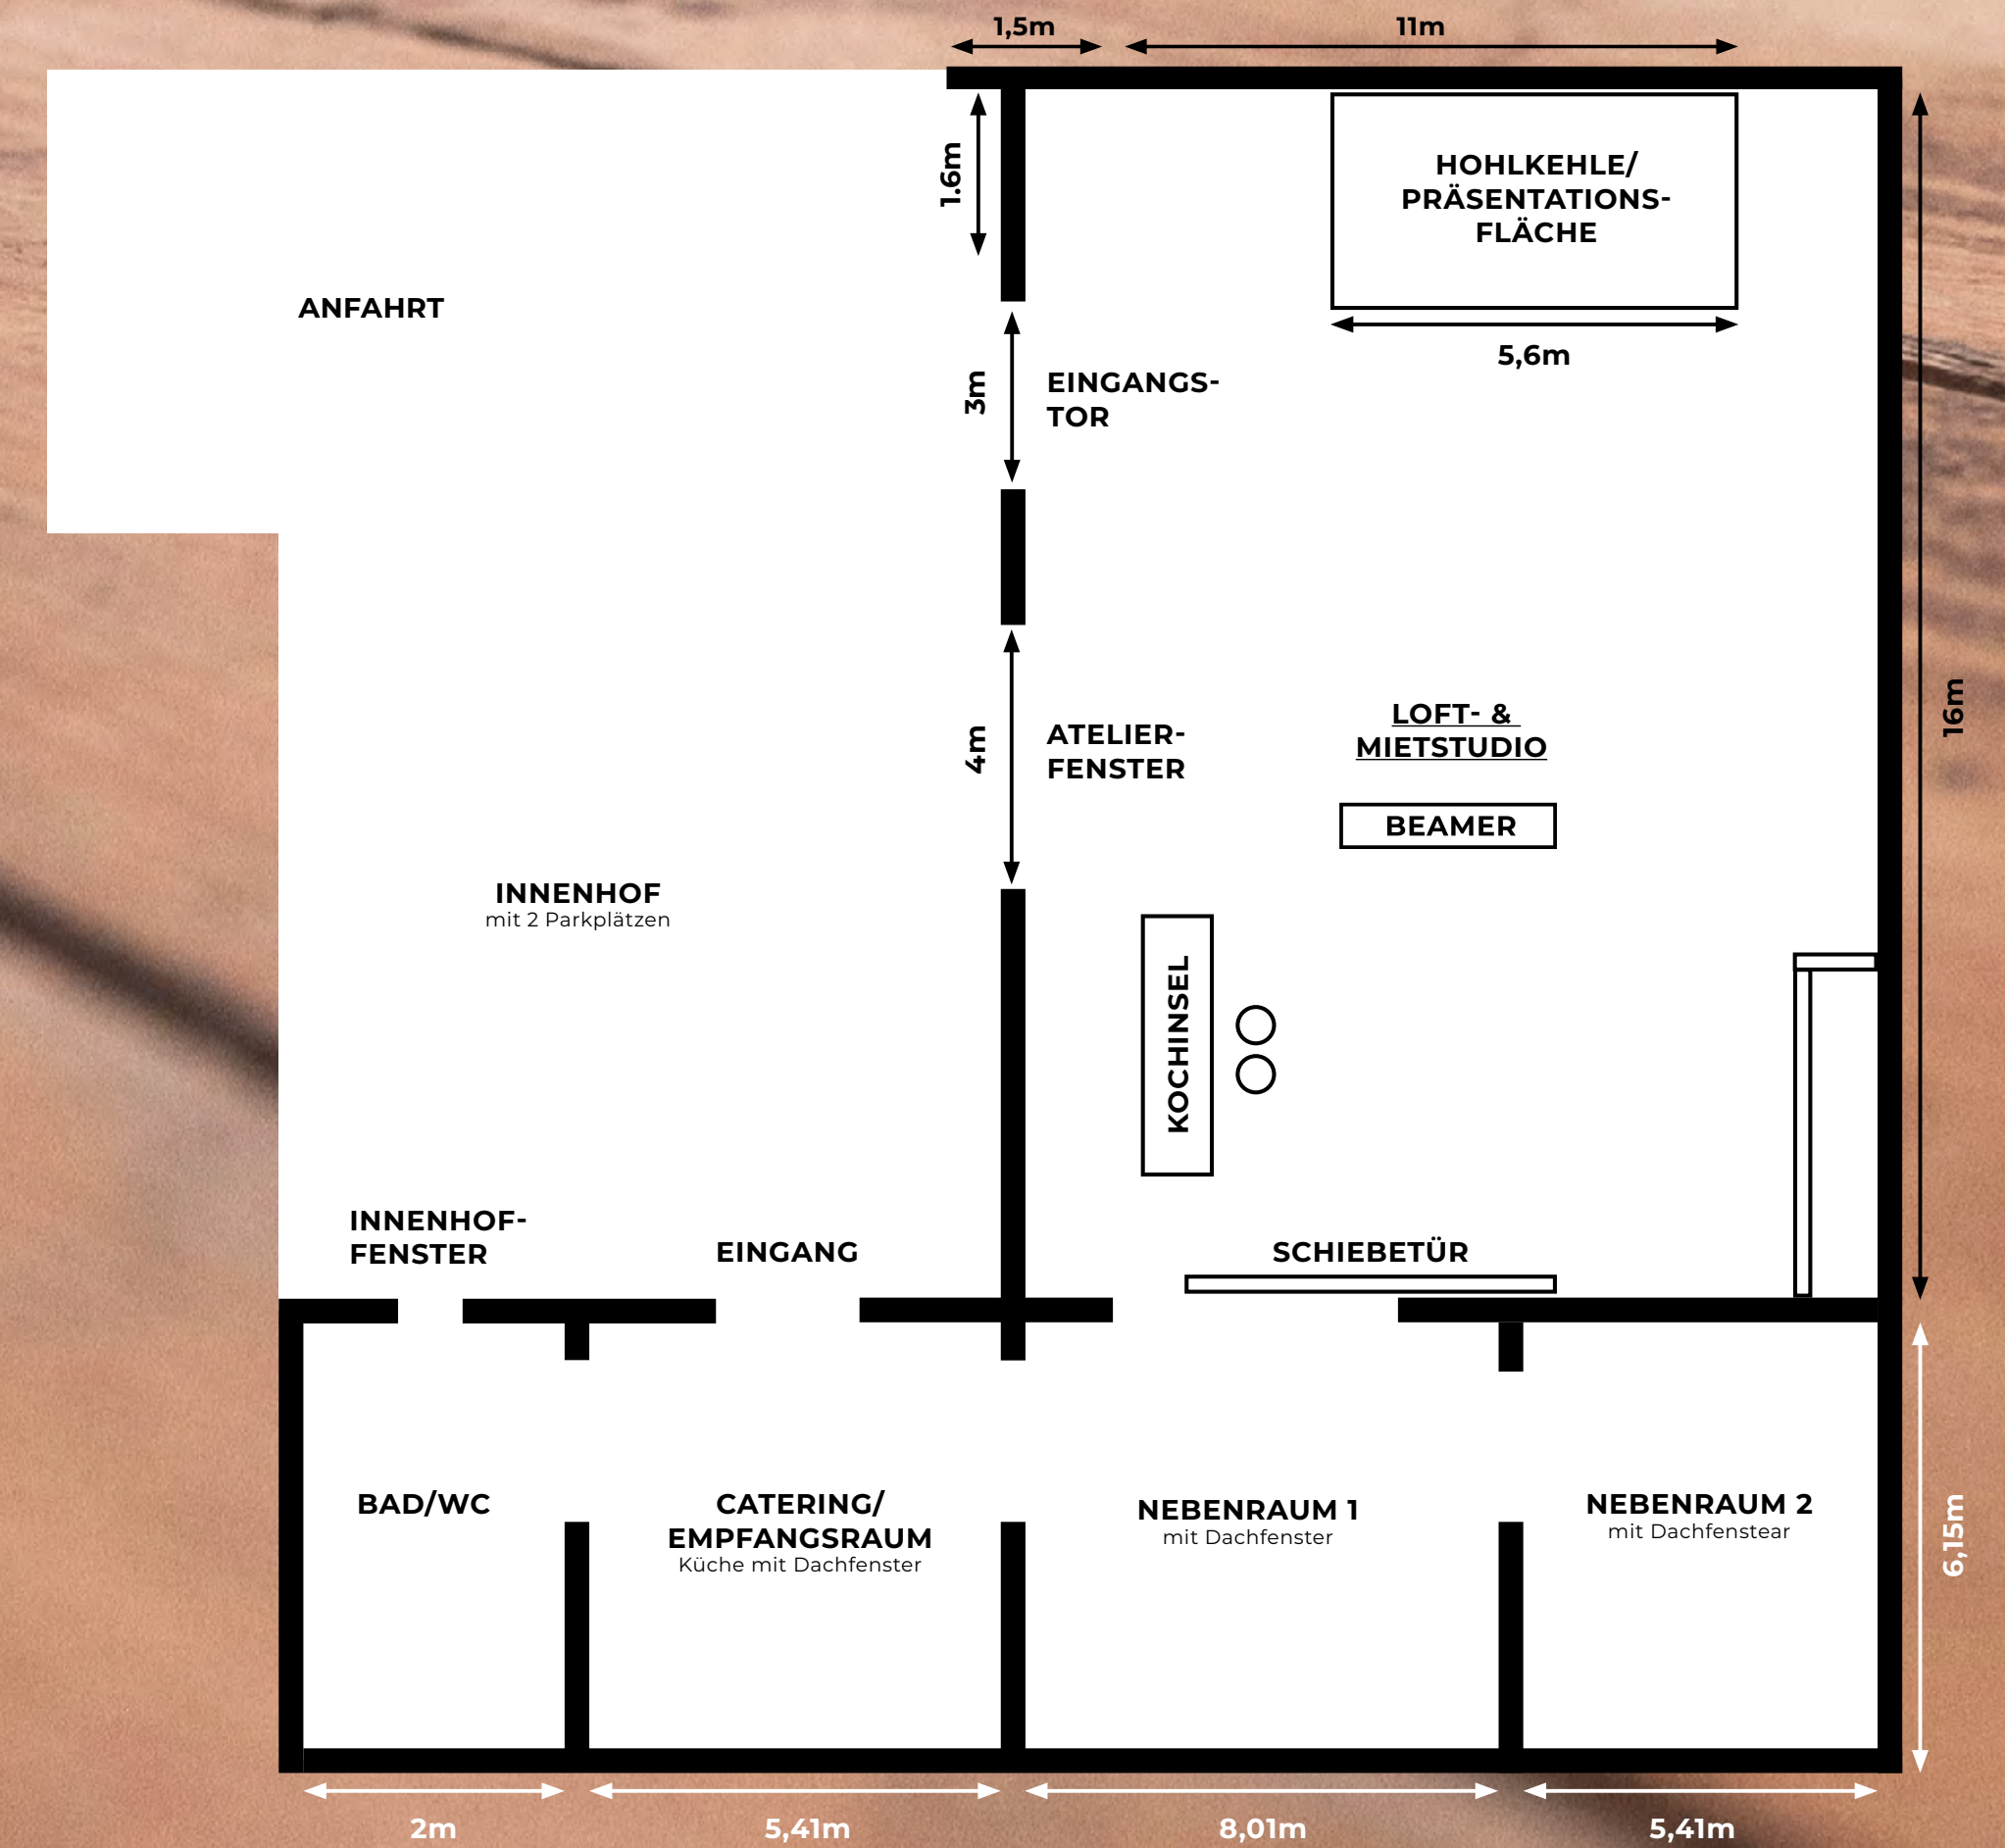 1,5m
11m
1.6m
HOHLKEHLE/
PRÄSENTATIONS-
FLÄCHE
ANFAHRT
5,6m
3m
EINGANGS-
TOR
16m
4m
ATELIER-
FENSTER
LOFT- &
MIETSTUDIO
BEAMER
INNENHOF
mit 2 Parkplätzen
KOCHINSEL
INNENHOF-
FENSTER
EINGANG
SCHIEBETÜR
BAD/WC
CATERING/
EMPFANGSRAUM
Küche mit Dachfenster
NEBENRAUM 1
mit Dachfenster
NEBENRAUM 2
mit Dachfenstear
6,15m
2m
5,41m
8,01m
5,41m